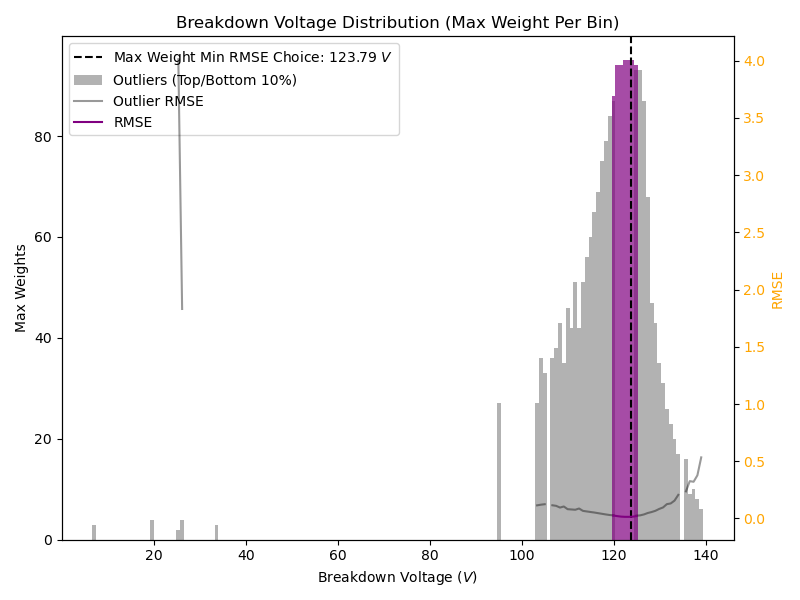 Breakdown Voltage Distribution (Max Weight Per Bin)
Max Weight Min RMSE Choice: 123.79 V
Outliers (Top/Bottom 10%)
Outlier RMSE
RMSE
Max Weights
0
20
40
60
80
20
40
60
80
100
120
140
Breakdown Voltage (V)
4.0
3.5
3.0
2.5
2.0
1.5
1.0
0.5
0.0
RMSE